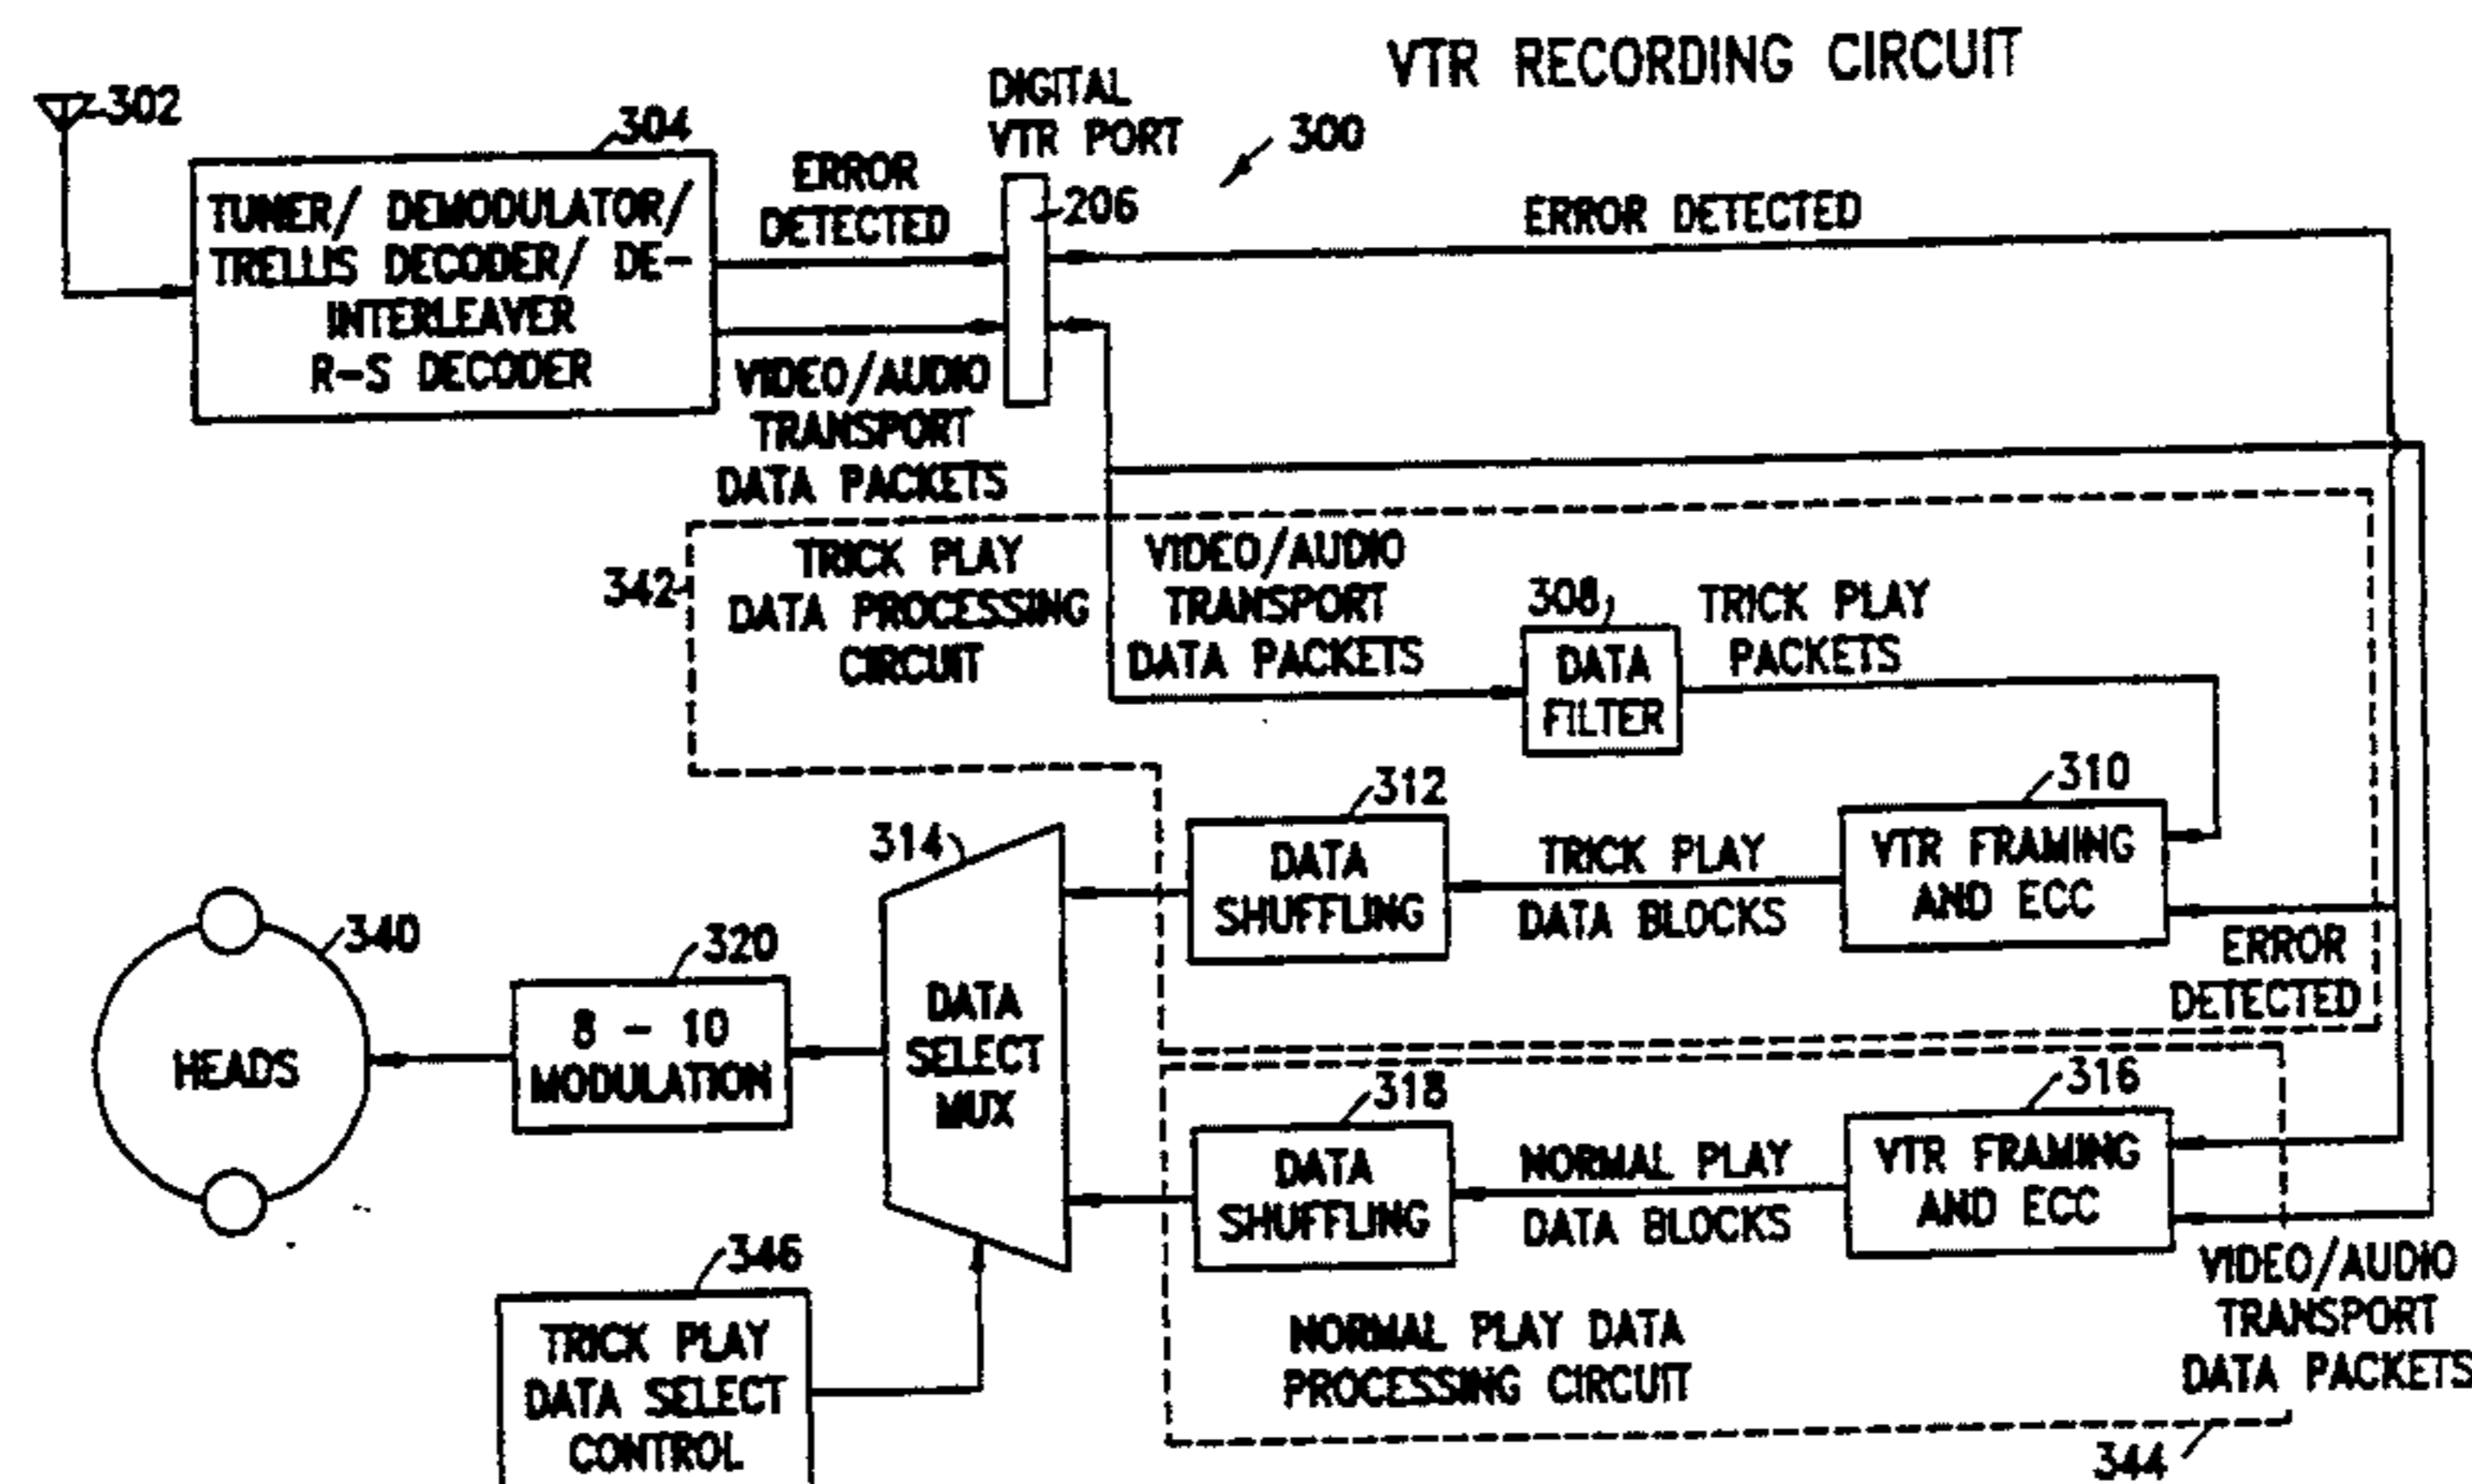 VTR RECORDING CIRCUIT
302
304
TUNER/ DEMODULATOR/
TRELLIS DECODER/ DE-
INTERLEAVER
R-S DECODER
ERROR
DETECTED
DIGITAL
VTR PORT
206
300
ERROR DETECTED
VIDEO/AUDIO
TRANSPORT
DATA PACKETS
342
TRICK PLAY
DATA PROCESSING
CIRCUIT
VIDEO/AUDIO
TRANSPORT
DATA PACKETS
308
DATA
FILTER
TRICK PLAY
PACKETS
310
VTR FRAMING
AND ECC
ERROR
DETECTED
TRICK PLAY
DATA BLOCKS
312
DATA
SHUFFLING
314
DATA
SELECT
MUX
320
8 - 10
MODULATION
340
HEADS
316
VTR FRAMING
AND ECC
NORMAL PLAY
DATA BLOCKS
318
DATA
SHUFFLING
VIDEO/AUDIO
TRANSPORT
DATA PACKETS
NORMAL PLAY DATA
PROCESSING CIRCUIT
344
346
TRICK PLAY
DATA SELECT
CONTROL